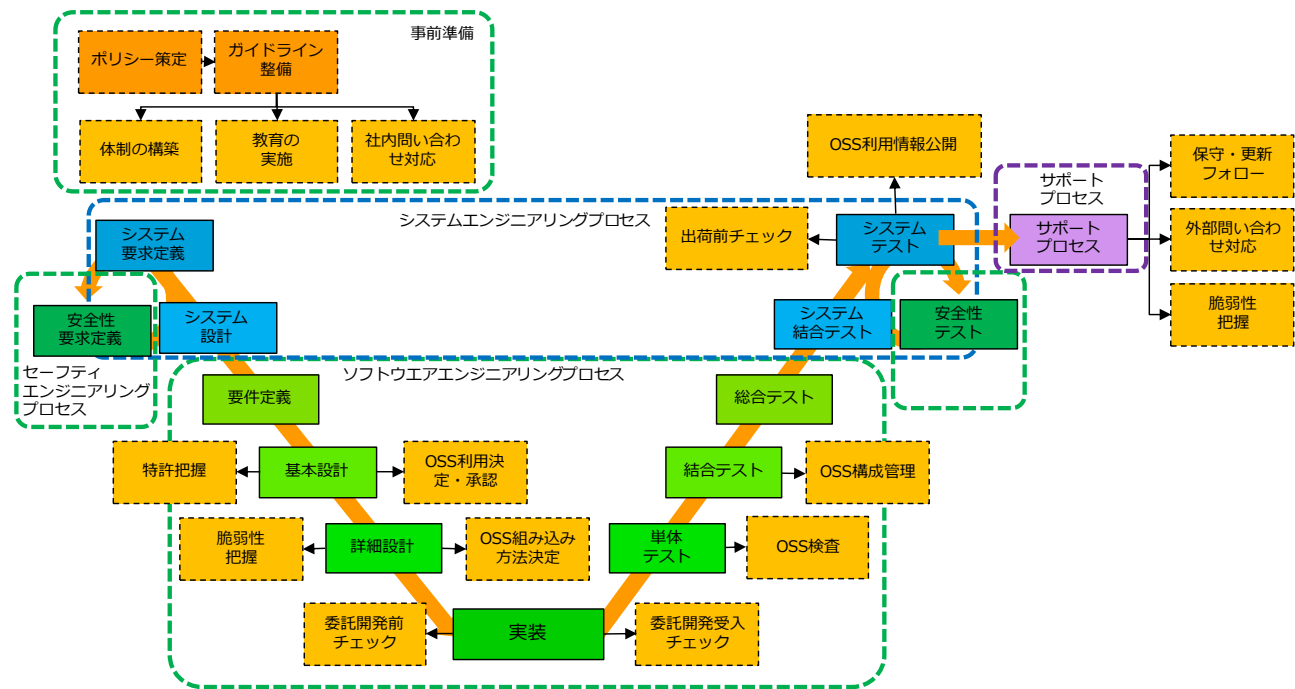 事前準備
ポリシー策定
ガイドライン
整備
体制の構築
教育の
実施
社内問い合わ
せ対応
OSS利用情報公開
保守・更新
フォロー
サポート
プロセス
システムエンジニアリングプロセス
システム
要求定義
出荷前チェック
システム
テスト
サポート
プロセス
外部問い合わ
せ対応
安全性
要求定義
システム
設計
システム
結合テスト
安全性
テスト
脆弱性
把握
セーフティ
エンジニアリング
プロセス
ソフトウエアエンジニアリングプロセス
要件定義
総合テスト
特許把握
基本設計
OSS利用決
定・承認
結合テスト
OSS構成管理
脆弱性
把握
詳細設計
OSS組み込み
方法決定
単体
テスト
OSS検査
委託開発前
チェック
実装
委託開発受入
チェック